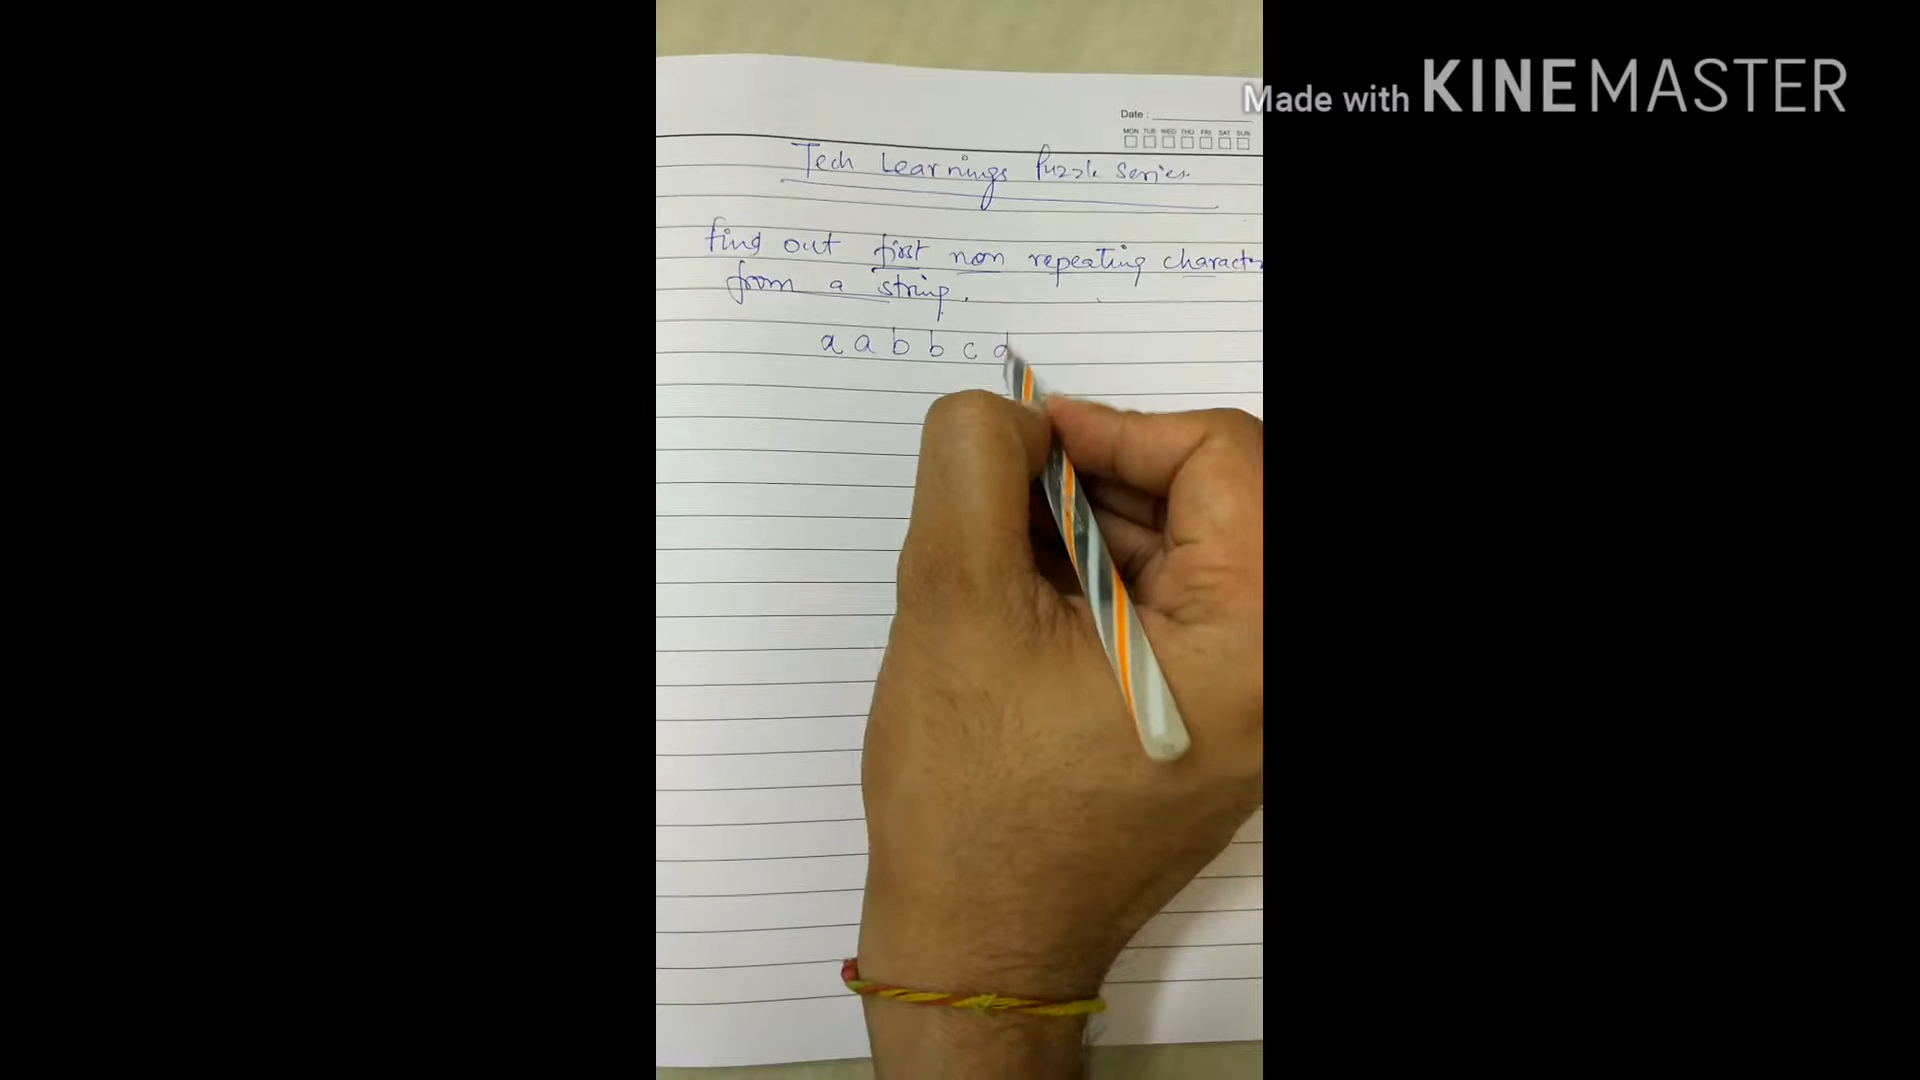 Made with KINEMASTER
Date :
MON TUE WED THU FRI SAT SUN
Tech Learnings Puzzle Series
find out first non repeating character
from a string.
a a b b c d